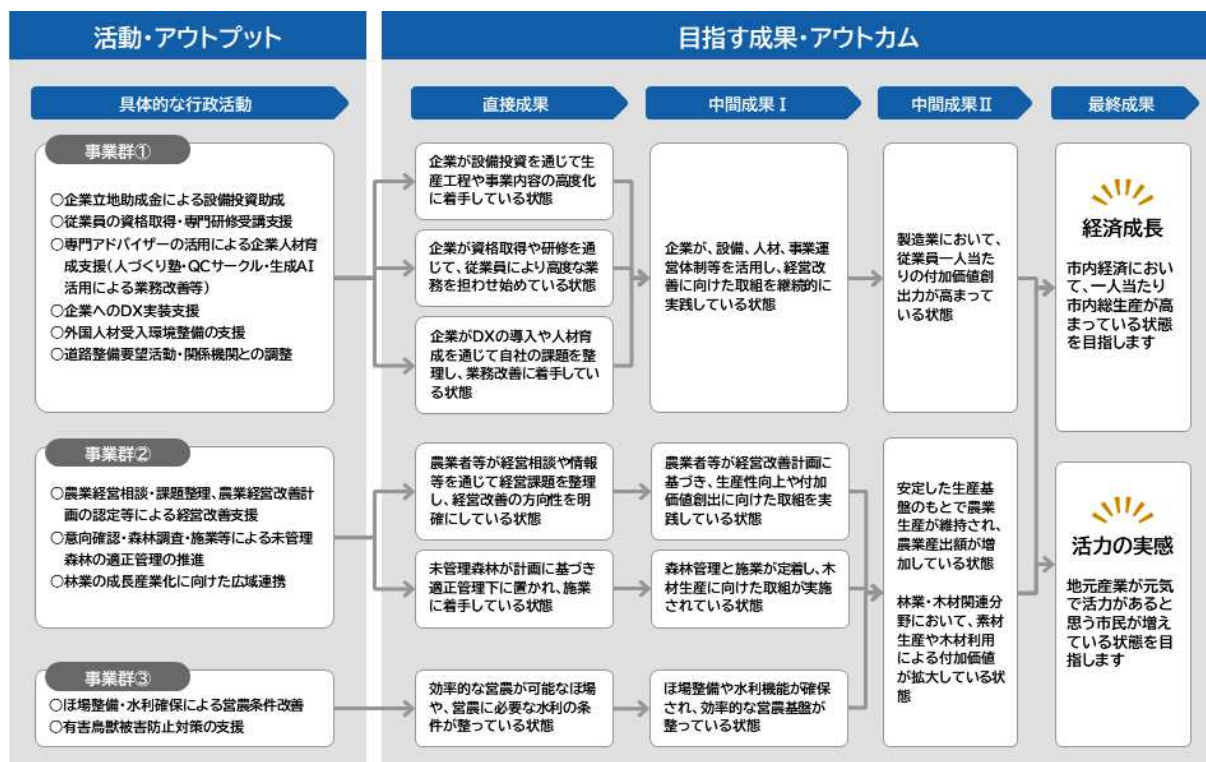 活動・アウトプット
目指す成果・アウトカム
具体的な行政活動
直接成果
中間成果Ⅰ
中間成果Ⅱ
最終成果
事業群①
○企業立地助成金による設備投資助成
○従業員の資格取得・専門研修受講支援
○専門アドバイザーの活用による企業人材育
成支援(人づくり塾・QCサークル・生成AI
活用による業務改善等)
○企業へのDX実装支援
○外国人材受入環境整備の支援
○道路整備要望活動・関係機関との調整
企業が設備投資を通じて生
産工程や事業内容の高度化
に着手している状態
企業が資格取得や研修を通
じて、従業員により高度な業
務を担わせ始めている状態
企業がDXの導入や人材育
成を通じて自社の課題を整
理し、業務改善に着手してい
る状態
企業が、設備、人材、事業運
営体制等を活用し、経営改
善に向けた取組を継続的に
実践している状態
製造業において、
従業員一人当た
りの付加価値創
出力が高まって
いる状態
経済成長
市内経済におい
て、一人当たり
市内総生産が高
まっている状態
を目指します
事業群②
○農業経営相談・課題整理、農業経営改善計
画の認定等による経営改善支援
○意向確認・森林調査・施業等による未管理
森林の適正管理の推進
○林業の成長産業化に向けた広域連携
農業者等が経営相談や情報
等を通じて経営課題を整理
し、経営改善の方向性を明
確にしている状態
農業者等が経営改善計画に
基づき、生産性向上や付加
価値創出に向けた取組を実
践している状態
未管理森林が計画に基づき
適正管理下に置かれ、施業
に着手している状態
森林管理と施業が定着し、木
材生産に向けた取組が実施
されている状態
安定した生産基
盤のもとで農業
生産が維持され、
農業産出額が増
加している状態
林業・木材関連分
野において、素材
生産や木材利用
による付加価値
が拡大している状
態
活力の実感
地元産業が元気
で活力があると
思う市民が増え
ている状態を目
指します
事業群③
○ほ場整備・水利確保による営農条件改善
○有害鳥獣被害防止対策の支援
効率的な営農が可能なほ場
や、営農に必要な水利の条
件が整っている状態
ほ場整備や水利機能が確保
され、効率的な営農基盤が
整っている状態